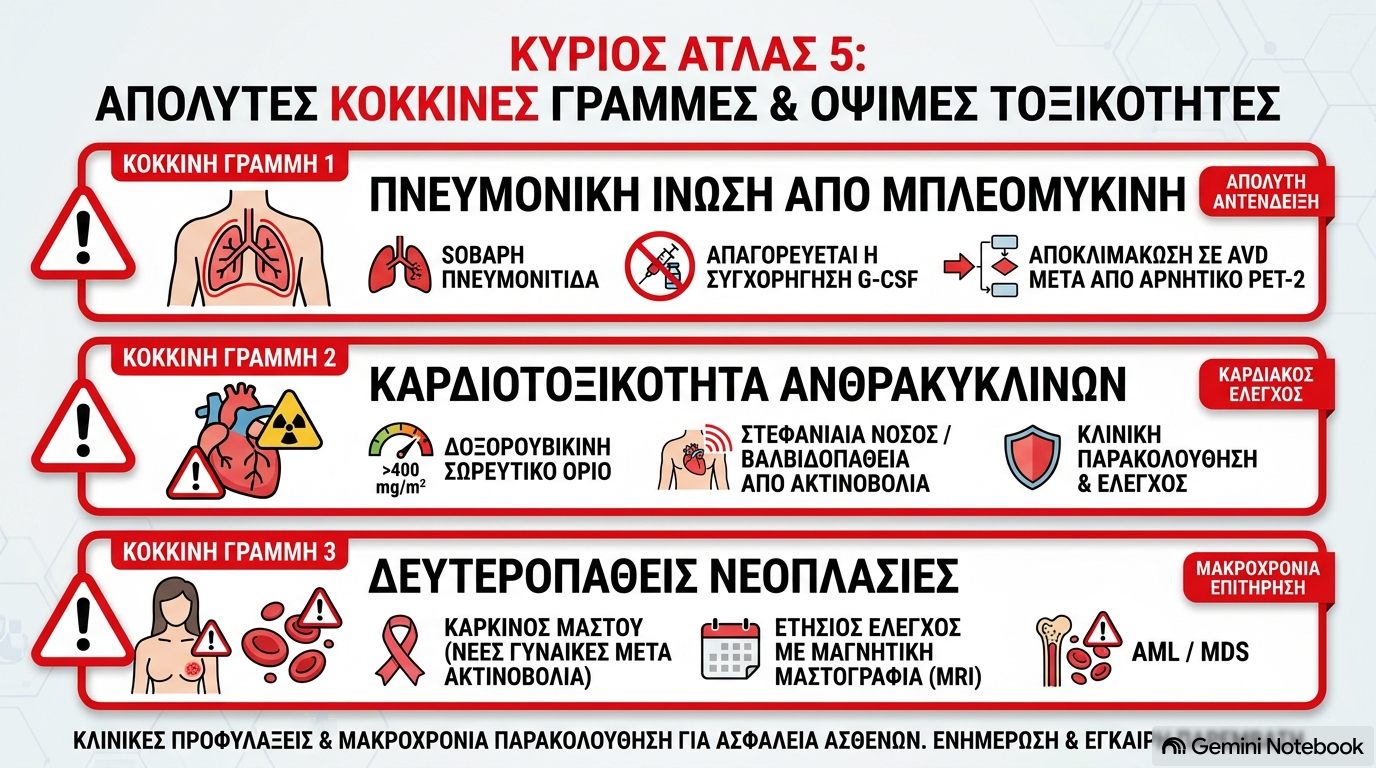 ΚΥΡΙΟΣ ΑΤΛΑΣ 5:
ΑΠΟΛΥΤΕΣ ΚΟΚΚΙΝΕΣ ΓΡΑΜΜΕΣ & ΟΨΙΜΕΣ ΤΟΞΙΚΟΤΗΤΕΣ
ΚΟΚΚΙΝΗ ΓΡΑΜΜΗ 1
ΠΝΕΥΜΟΝΙΚΗ ΙΝΩΣΗ ΑΠΟ ΜΠΛΕΟΜΥΚΙΝΗ
ΑΠΟΛΥΤΗ
ΑΝΤΕΝΔΕΙΞΗ
SΟΒΑΡΗ
ΠΝΕΥΜΟΝΙΤΙΔΑ
ΑΠΑΓΟΡΕΥΕΤΑΙ Η
ΣΥΓΧΟΡΗΓΗΣΗ G-CSF
ΑΠΟΚΛΙΜΑΚΩΣΗ ΣΕ AVD
ΜΕΤΑ ΑΠΟ ΑΡΝΗΤΙΚΟ PET-2
ΚΟΚΚΙΝΗ ΓΡΑΜΜΗ 2
ΚΑΡΔΙΟΤΟΞΙΚΟΤΗΤΑ ΑΝΘΡΑΚΥΚΛΙΝΩΝ
ΚΑΡΔΙΑΚΟΣ
ΕΛΕΓΧΟΣ
>400
mg/m²
ΔΟΞΟΡΟΥΒΙΚΙΝΗ
ΣΩΡΕΥΤΙΚΟ ΟΡΙΟ
ΣΤΕΦΑΝΙΑΙΑ ΝΟΣΟΣ /
ΒΑΛΒΙΔΟΠΑΘΕΙΑ
ΑΠΟ ΑΚΤΙΝΟΒΟΛΙΑ
ΚΛΙΝΙΚΗ
ΠΑΡΑΚΟΛΟΥΘΗΣΗ
& ΕΛΕΓΧΟΣ
ΚΟΚΚΙΝΗ ΓΡΑΜΜΗ 3
ΔΕΥΤΕΡΟΠΑΘΕΙΣ ΝΕΟΠΛΑΣΙΕΣ
ΜΑΚΡΟΧΡΟΝΙΑ
ΕΠΙΤΗΡΗΣΗ
ΚΑΡΚΙΝΟΣ ΜΑΣΤΟΥ
(ΝΕΕΣ ΓΥΝΑΙΚΕΣ ΜΕΤΑ
ΑΚΤΙΝΟΒΟΛΙΑ)
ΕΤΗΣΙΟΣ ΕΛΕΓΧΟΣ
ΜΕ ΜΑΓΝΗΤΙΚΗ
ΜΑΣΤΟΓΡΑΦΙΑ (MRI)
AML / MDS
ΚΛΙΝΙΚΕΣ ΠΡΟΦΥΛΑΞΕΙΣ & ΜΑΚΡΟΧΡΟΝΙΑ ΠΑΡΑΚΟΛΟΥΘΗΣΗ ΓΙΑ ΑΣΦΑΛΕΙΑ ΑΣΘΕΝΩΝ. ΕΝΗΜΕΡΩΣΗ &
Gemini Notebook